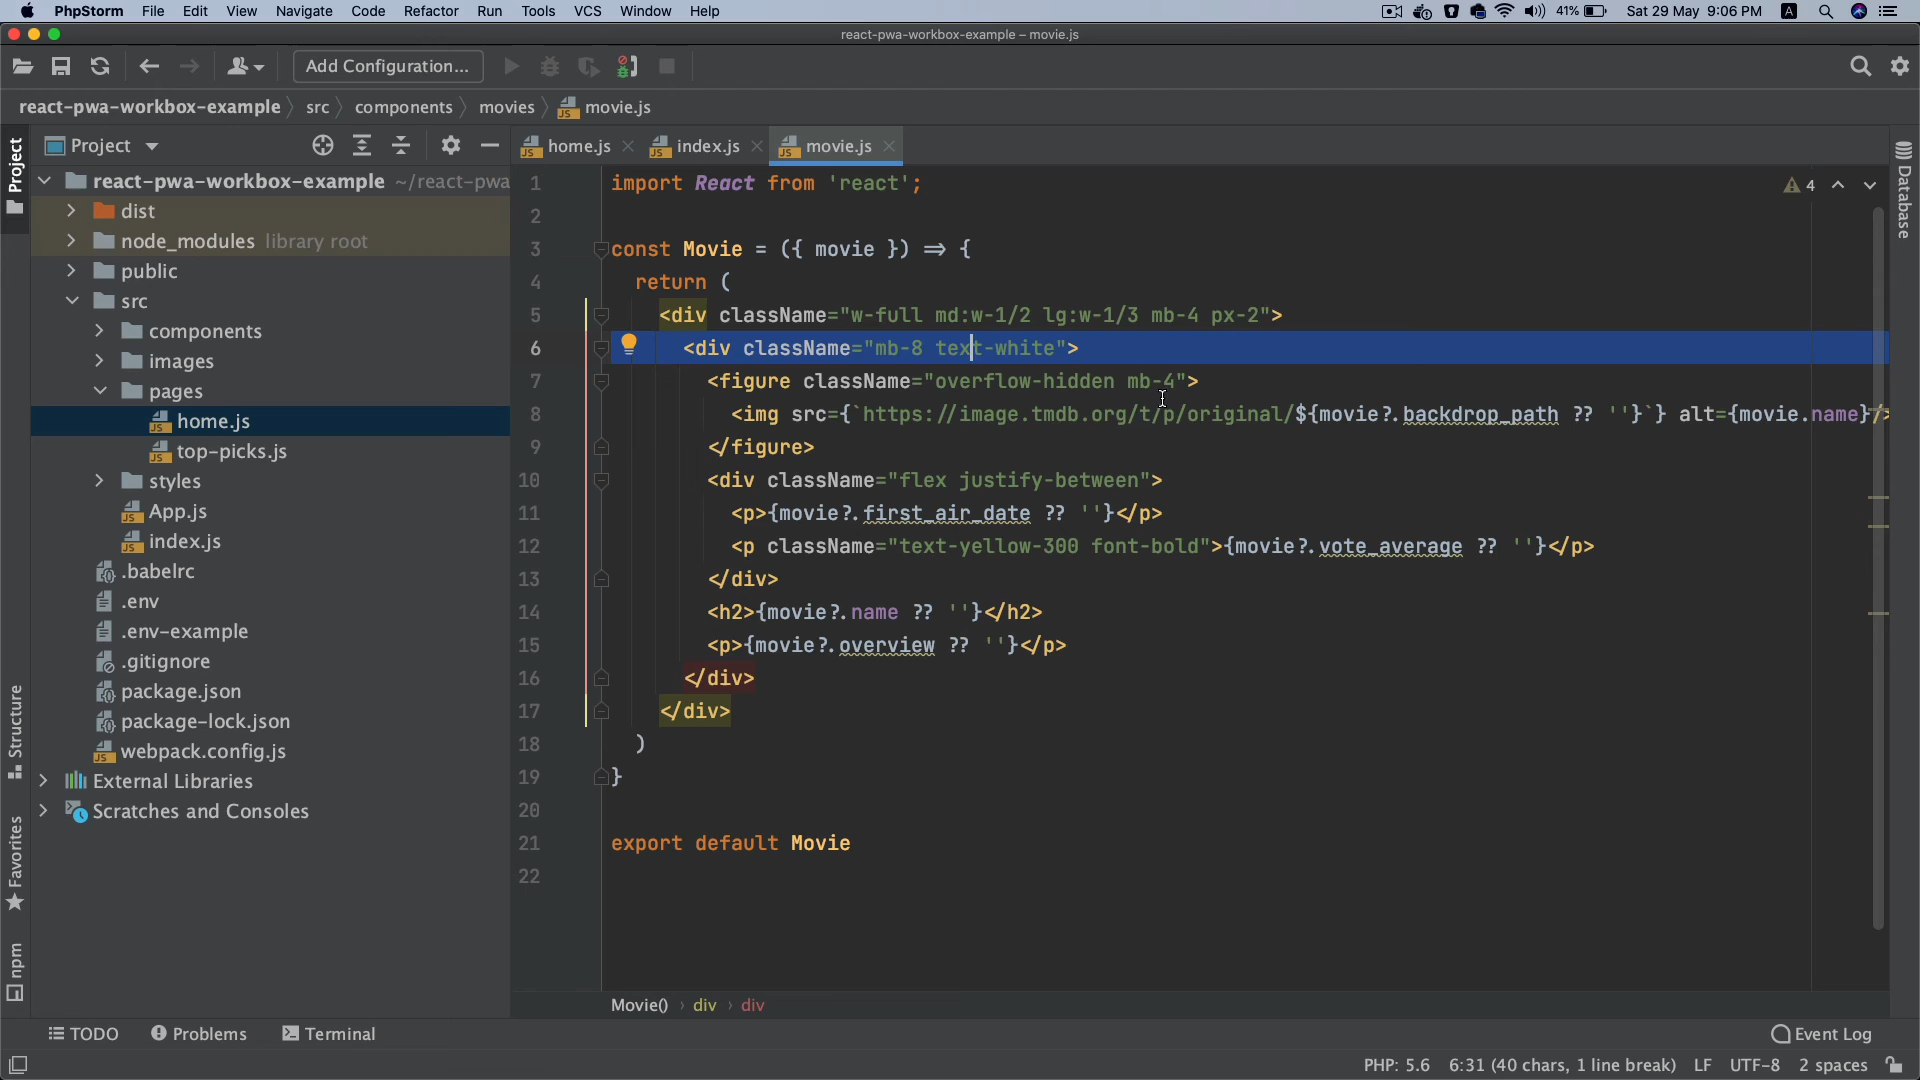 PhpStorm File Edit View Navigate Code Refactor Run Tools VCS Window Help 41% Sat 29 May 9:06 PM A
react-pwa-workbox-example – movie.js
Add Configuration...
react-pwa-workbox-example src components movies movie.js
Project
Project
Structure
Favorites
npm
react-pwa-workbox-example ~/react-pwa
dist
node_modules library root
public
src
components
images
pages
home.js
top-picks.js
styles
App.js
index.js
.babelrc
.env
.env-example
.gitignore
package.json
package-lock.json
webpack.config.js
External Libraries
Scratches and Consoles
home.js index.js movie.js
4
Database
1 import React from 'react';
2
3 const Movie = ({ movie }) => {
4 return (
5 <div className="w-full md:w-1/2 lg:w-1/3 mb-4 px-2">
6 <div className="mb-8 text-white">
7 <figure className="overflow-hidden mb-4">
8 <img src={`https://image.tmdb.org/t/p/original/${movie?.backdrop_path ?? ''}`} alt={movie.name}/>
9 </figure>
10 <div className="flex justify-between">
11 <p>{movie?.first_air_date ?? ''}</p>
12 <p className="text-yellow-300 font-bold">{movie?.vote_average ?? ''}</p>
13 </div>
14 <h2>{movie?.name ?? ''}</h2>
15 <p>{movie?.overview ?? ''}</p>
16 </div>
17 </div>
18 )
19 }
20
21 export default Movie
22
Movie() div div
TODO Problems Terminal Event Log
PHP: 5.6 6:31 (40 chars, 1 line break) LF UTF-8 2 spaces